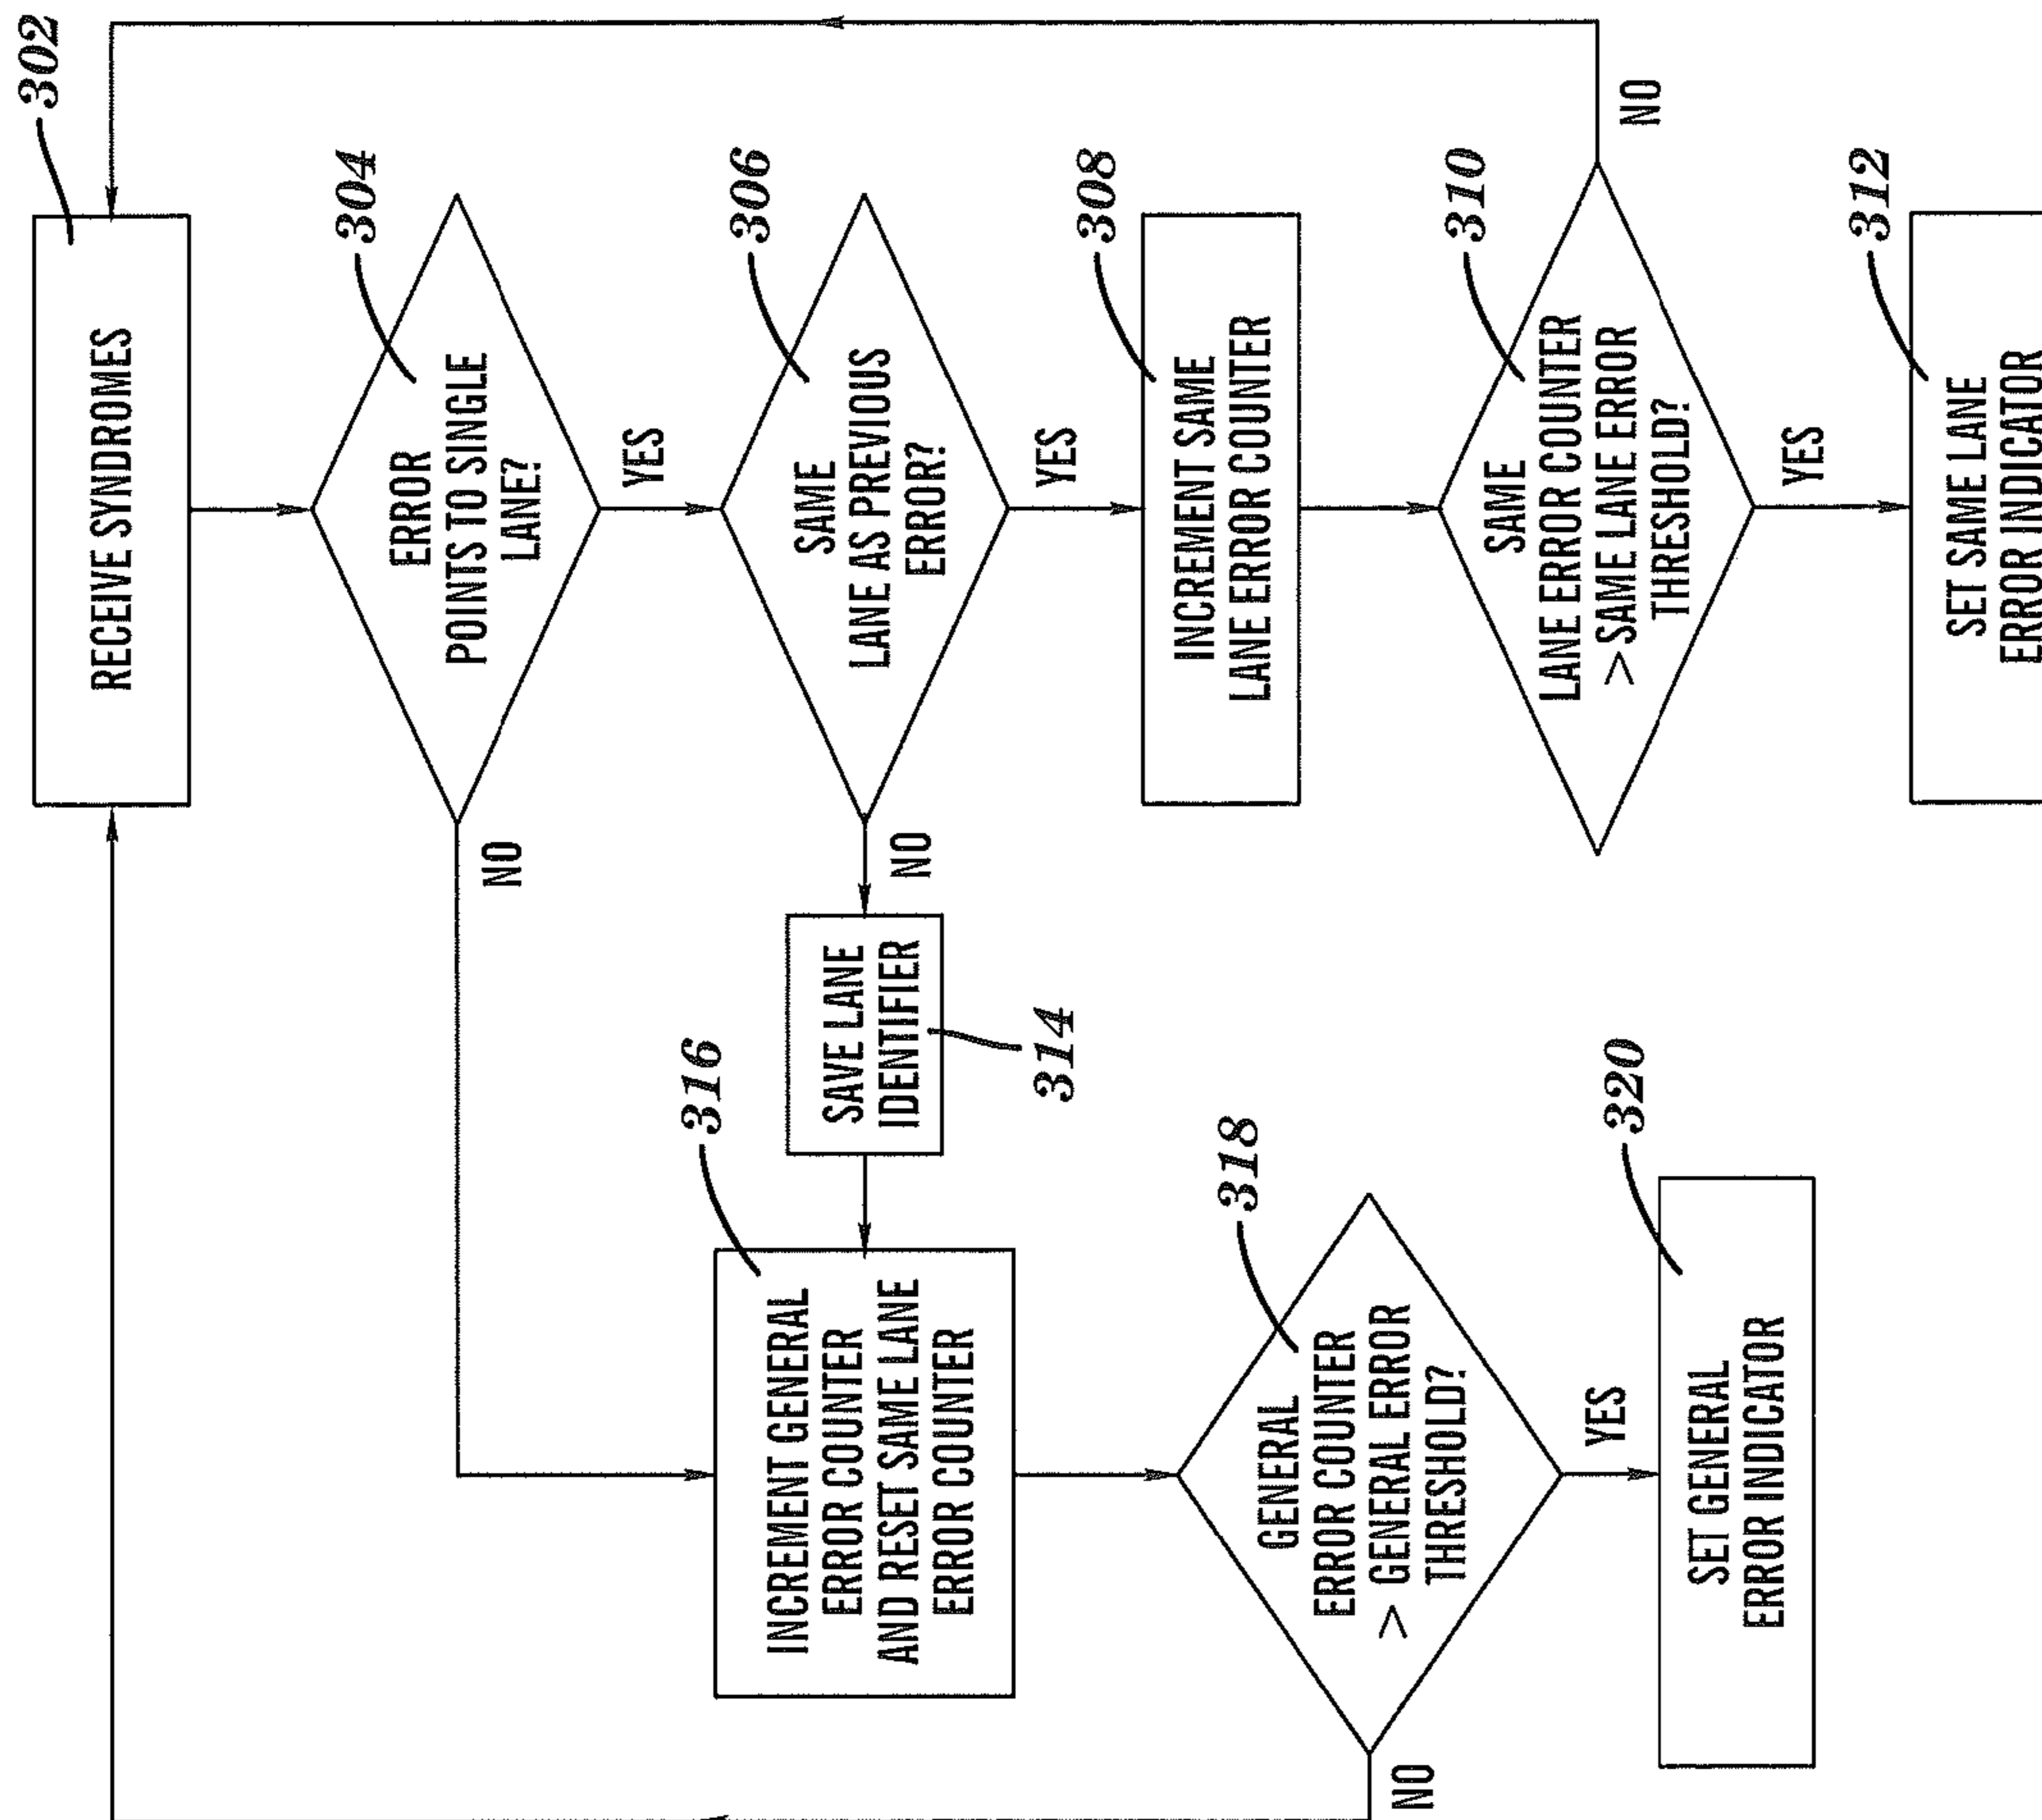 302
RECEIVE SYNDROMES
304
ERROR
POINTS TO SINGLE
LANE?
NO
YES
306
SAME
LANE AS PREVIOUS
ERROR?
NO
YES
308
INCREMENT SAME
LANE ERROR COUNTER
310
SAME
LANE ERROR COUNTER
>SAME LANE ERROR
THRESHOLD?
NO
YES
312
SET SAME LANE
ERROR INDICATOR
SAVE LANE
IDENTIFIER
314
316
INCREMENT GENERAL
ERROR COUNTER
AND RESET SAME LANE
ERROR COUNTER
318
GENERAL
ERROR COUNTER
> GENERAL ERROR
THRESHOLD?
NO
YES
320
SET GENERAL
ERROR INDICATOR